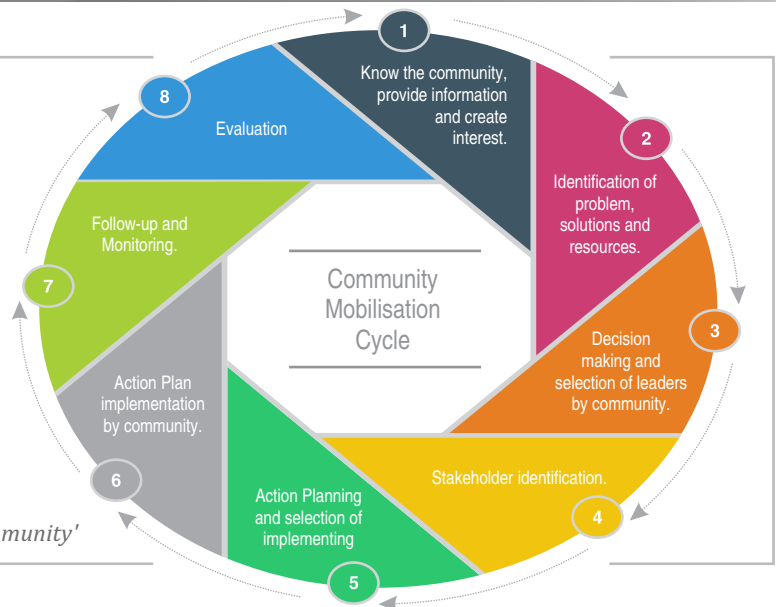 1
Know the community,
provide information
and create
interest.
2
Identification of
problem,
solutions and
resources.
3
Decision
making and
selection of leaders
by community.
4
Stakeholder identification.
5
Action Planning
and selection of
implementing
6
Action Plan
implementation
by community.
7
Follow-up and
Monitoring.
8
Evaluation
Community
Mobilisation
Cycle
munity'